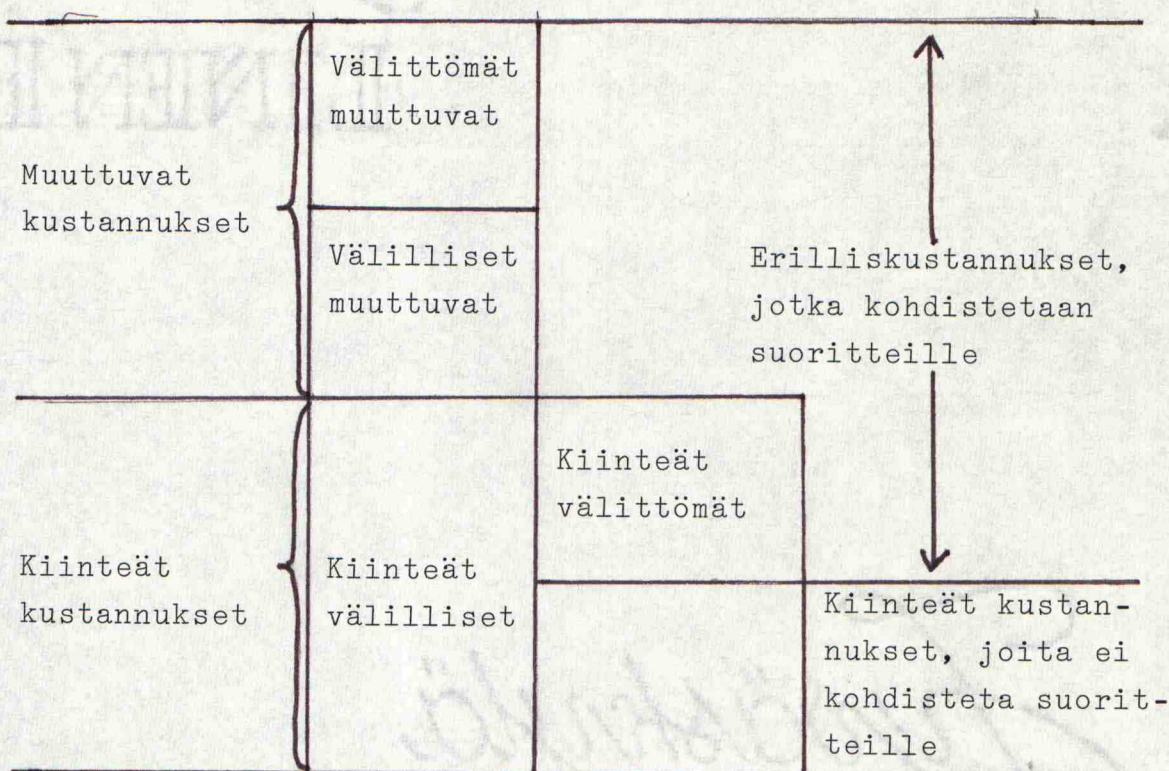 Välittömät
muuttuvat
Muuttuvat
kustannukset
Välilliset
muuttuvat
Erilliskustannukset,
jotka kohdistetaan
suoritteille
Kiinteät
välittömät
Kiinteät
kustannukset
Kiinteät
välilliset
Kiinteät kustan-
nukset, joita ei
kohdisteta suorit-
teille